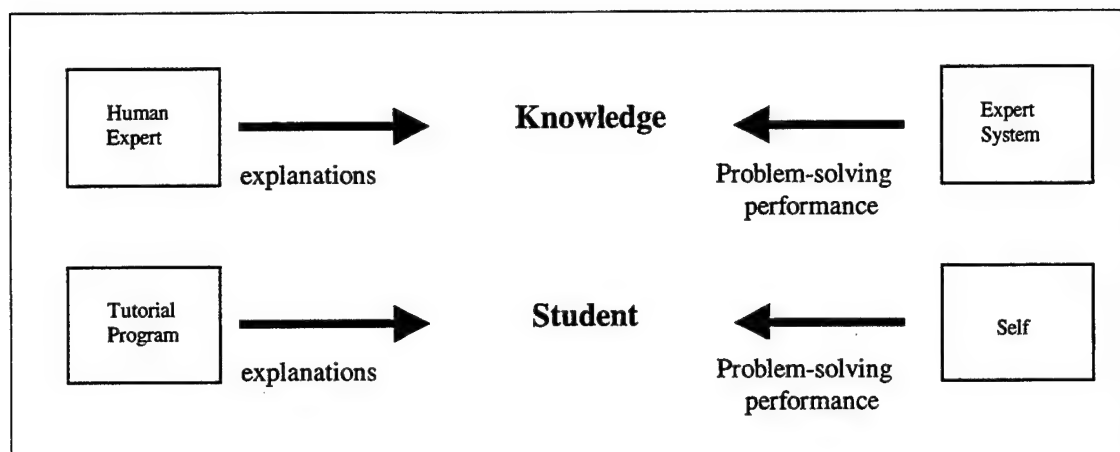 Human
Expert
explanations
Knowledge
Problem-solving
performance
Expert
System
Tutorial
Program
explanations
Student
Problem-solving
performance
Self